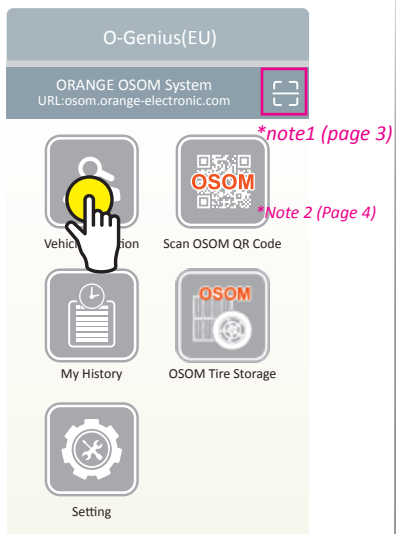 O-Genius(EU)
ORANGE OSOM System
URL:osom.orange-electronic.com
*note1 (page 3)
OSOM
*Note 2 (Page 4)
Scan OSOM QR Code
OSOM
My History
OSOM Tire Storage
Setting